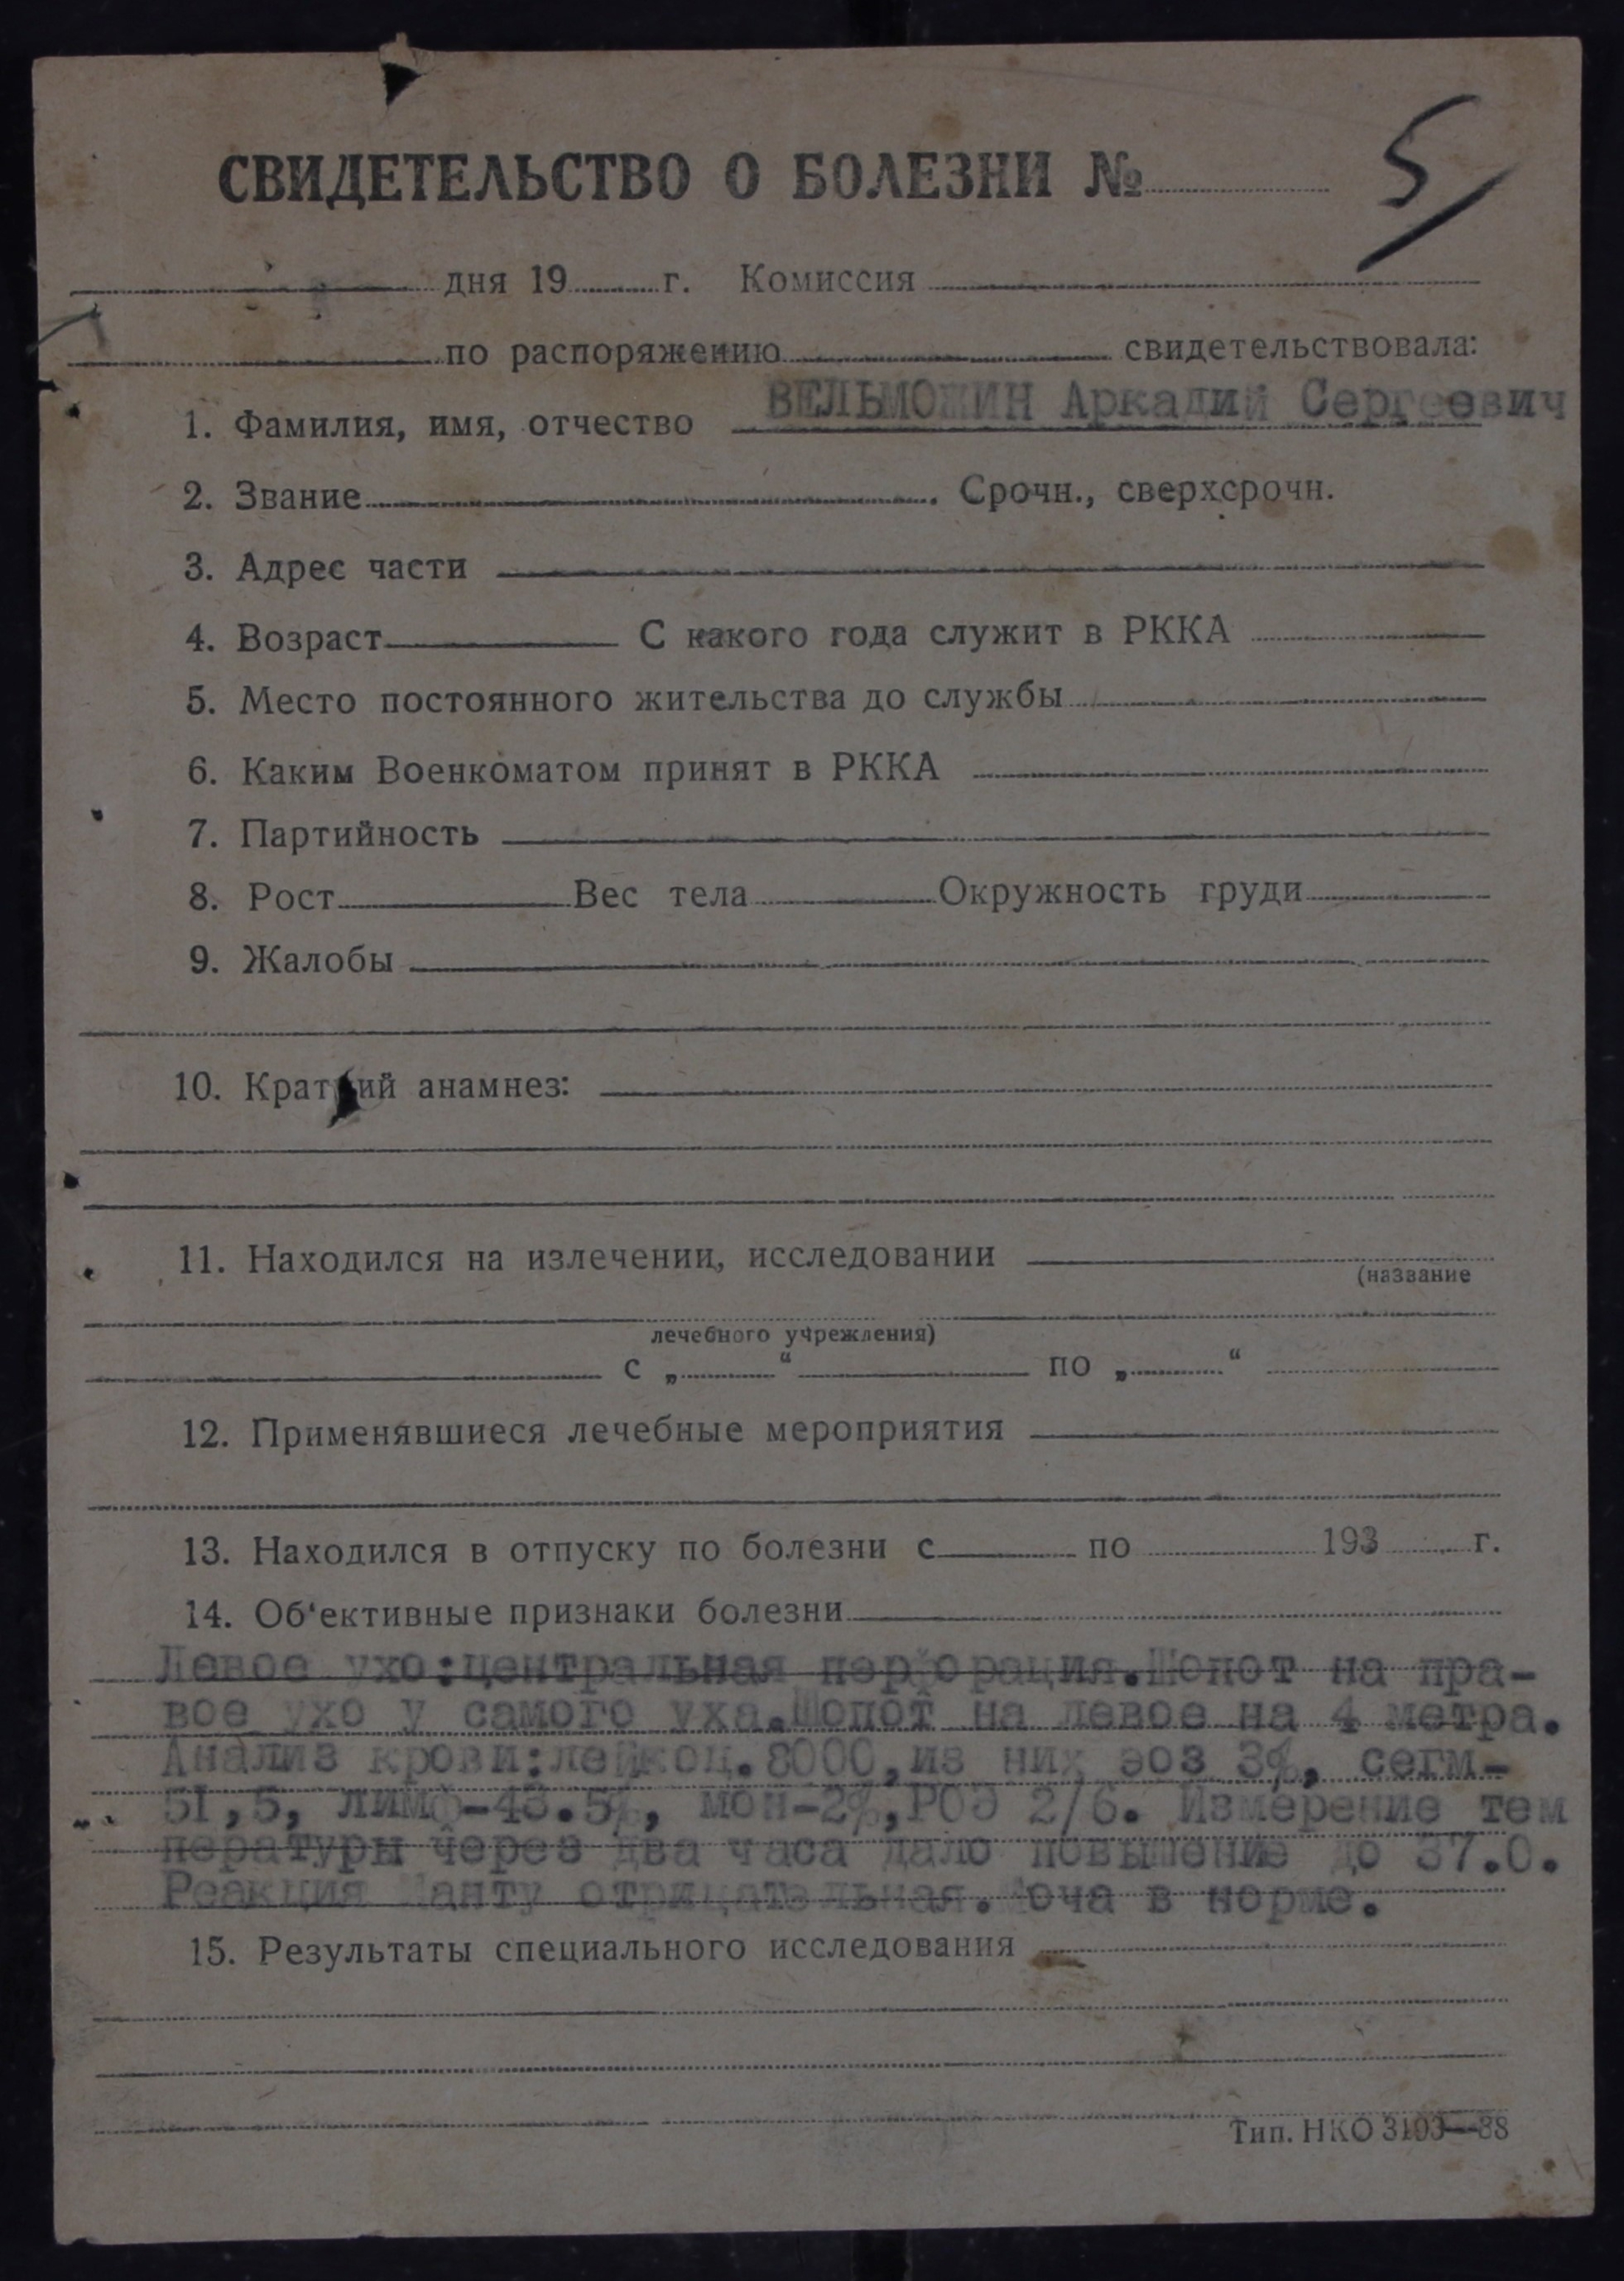 5
СВИДЕТЕЛЬСТВО О БОЛЕЗНИ №
дня 19 г. Комиссия
по распоряжению свидетельствовала:
1. Фамилия, имя, отчество ВЕЛЬМОЖИН Аркадий Сергеевич
2. Звание . Срочн., сверхсрочн.
3. Адрес части
4. Возраст С какого года служит в РККА
5. Место постоянного жительства до службы
6. Каким Военкоматом принят в РККА
7. Партийность
8. Рост Вес тела Окружность груди
9. Жалобы
10. Краткий анамнез:
11. Находился на излечении, исследовании
(название
лечебного учреждения)
с „ “ по „ “
12. Применявшиеся лечебные мероприятия
13. Находился в отпуску по болезни с по 193 г.
14. Об‘ективные признаки болезни
Левое ухо:центральная перфорация.Шопот на пра-
вое ухо у самого уха.Шопот на левое на 4 метра.
Анализ крови:лейкоц.8000,из них эоз 3%, сегм-
51,5, лимф-43.5%, мон-2%,РОЭ 2/6. Измерение тем
пературы через два часа дало повышение до 37.0.
Реакция Манту отрицательная. Моча в норме.
15. Результаты специального исследования
Тип. НКО 3193—38